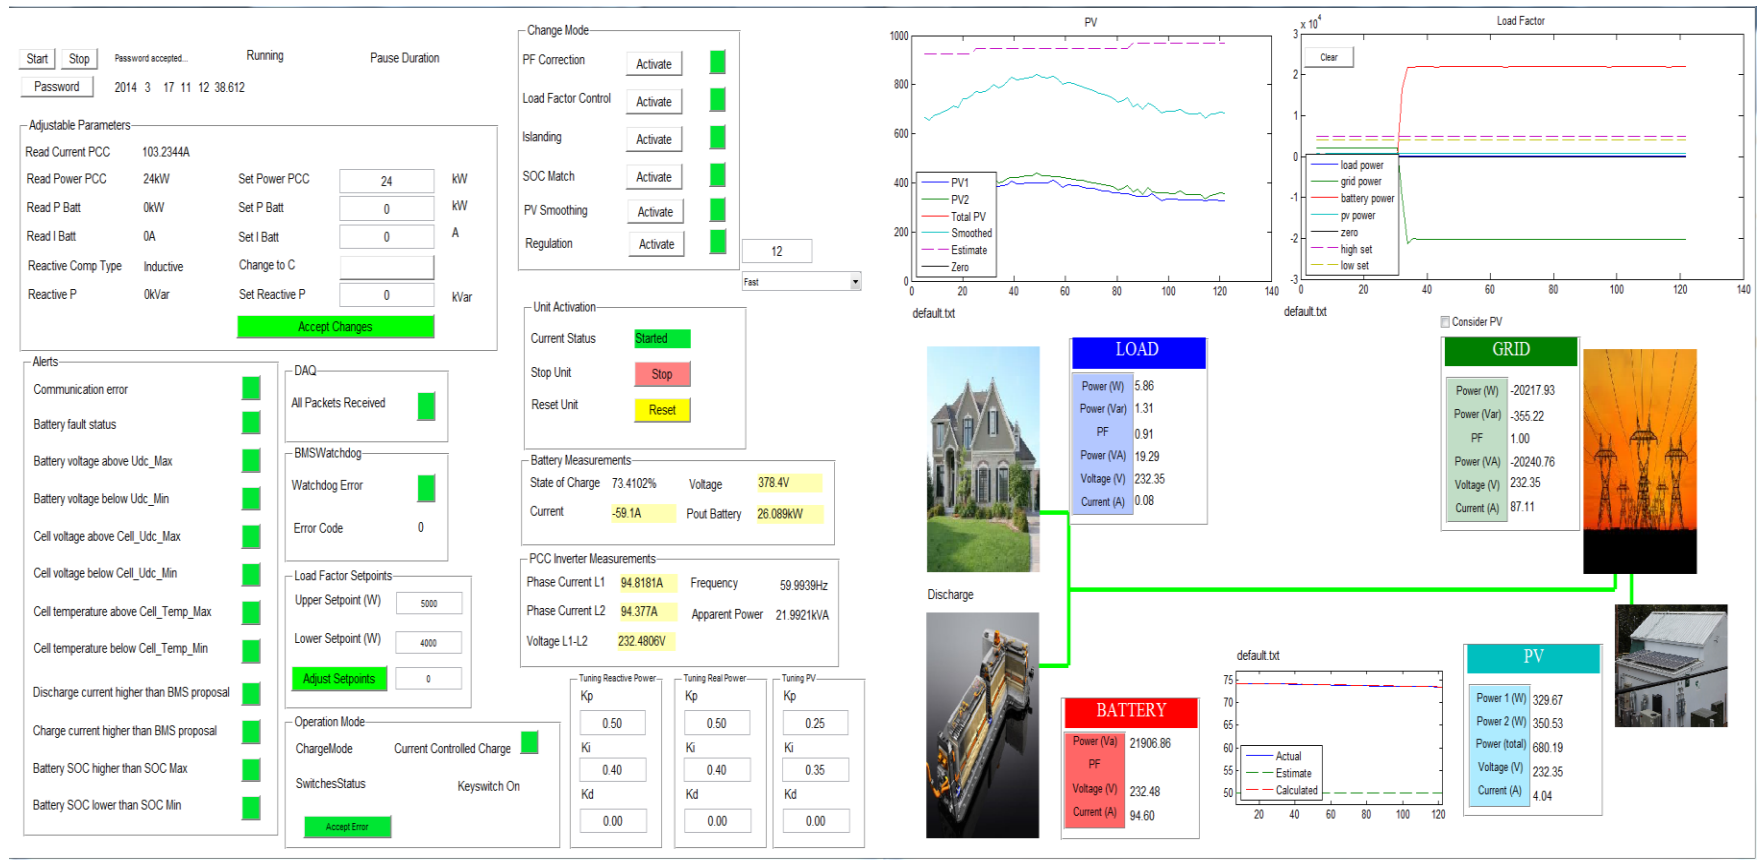 Start Stop Password accepted... Running Pause Duration
Password 2014 3 17 11 12 38.612
Adjustable Parameters
Read Current PCC 103.2344A
Read Power PCC 24kW Set Power PCC 24 kW
Read P Batt 0kW Set P Batt 0 kW
Read I Batt 0A Set I Batt 0 A
Reactive Comp Type Inductive Change to C
Reactive P 0kVar Set Reactive P 0 kVar
Accept Changes
Alerts
Communication error
Battery fault status
Battery voltage above Udc_Max
Battery voltage below Udc_Min
Cell voltage above Cell_Udc_Max
Cell voltage below Cell_Udc_Min
Cell temperature above Cell_Temp_Max
Cell temperature below Cell_Temp_Min
Discharge current higher than BMS proposal
Charge current higher than BMS proposal
Battery SOC higher than SOC Max
Battery SOC lower than SOC Min
DAQ
All Packets Received
BMSWatchdog
Watchdog Error
Error Code 0
Load Factor Setpoints
Upper Setpoint (W) 5000
Lower Setpoint (W) 4000
Adjust Setpoints 0
Operation Mode
ChargeMode Current Controlled Charge
SwitchesStatus Keyswitch On
Accept Error
Change Mode
PF Correction Activate
Load Factor Control Activate
Islanding Activate
SOC Match Activate
PV Smoothing Activate
Regulation Activate
12
Fast
Unit Activation
Current Status Started
Stop Unit Stop
Reset Unit Reset
Battery Measurements
State of Charge 73.4102% Voltage 378.4V
Current -59.1A Pout Battery 26.089kW
PCC Inverter Measurements
Phase Current L1 94.8181A Frequency 59.9939Hz
Phase Current L2 94.377A Apparent Power 21.9921kVA
Voltage L1-L2 232.4806V
Tuning Reactive Power
Kp
0.50
Ki
0.40
Kd
0.00
Tuning Real Power
Kp
0.50
Ki
0.40
Kd
0.00
Tuning PV
Kp
0.25
Ki
0.35
Kd
0.00
PV
1000
800
600
400
200
0
0 20 40 60 80 100 120 140
PV1
PV2
Total PV
Smoothed
Estimate
Zero
default.txt
Load Factor
x 10^4
Clear
3
2
1
0
-1
-2
-3
0 20 40 60 80 100 120 140
load power
grid power
battery power
pv power
zero
high set
low set
default.txt
Consider PV
LOAD
Power (W) 5.86
Power (Var) 1.31
PF 0.91
Power (VA) 19.29
Voltage (V) 232.35
Current (A) 0.08
GRID
Power (W) -20217.93
Power (Var) -355.22
PF 1.00
Power (VA) -20240.76
Voltage (V) 232.35
Current (A) 87.11
Discharge
BATTERY
Power (Va) 21906.86
PF
Voltage (V) 232.48
Current (A) 94.60
default.txt
75
70
65
60
55
50
20 40 60 80 100 120
Actual
Estimate
Calculated
PV
Power 1 (W) 329.67
Power 2 (W) 350.53
Power (total) 680.19
Voltage (V) 232.35
Current (A) 4.04